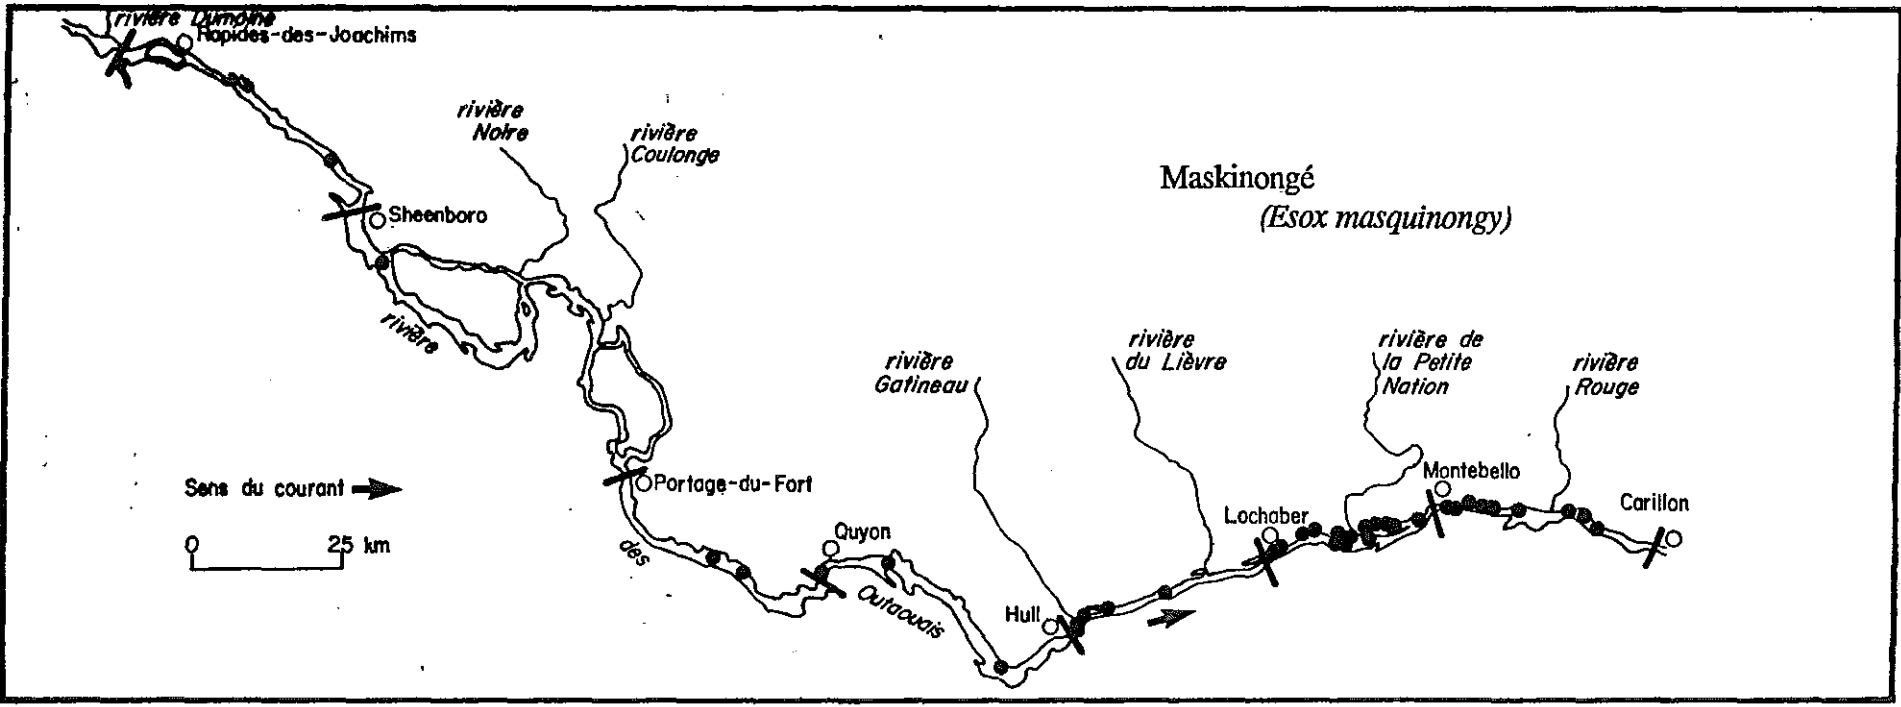 rivière Dumoine
Rapides-des-Joachims
rivière
Noire
rivière
Coulonge
Maskinongé
(Esox masquinongy)
Sheenboro
rivière
rivière
Gatineau
rivière
du Lièvre
rivière de
la Petite
Nation
rivière
Rouge
Sens du courant
Portage-du-Fort
Montebello
Carillon
Lochaber
0 25 km
des
Quyon
Outaouais
Hull